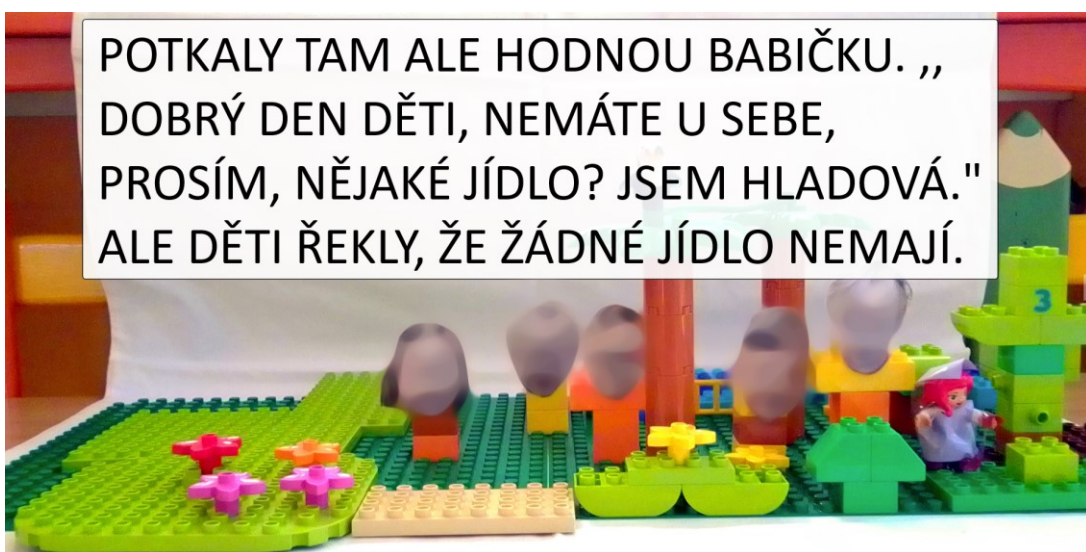 POTKALY TAM ALE HODNOU BABIČKU. ,,
DOBRÝ DEN DĚTI, NEMÁTE U SEBE,
PROSÍM, NĚJAKÉ JÍDLO? JSEM HLADOVÁ."
ALE DĚTI ŘEKLY, ŽE ŽÁDNÉ JÍDLO NEMAJÍ.
3